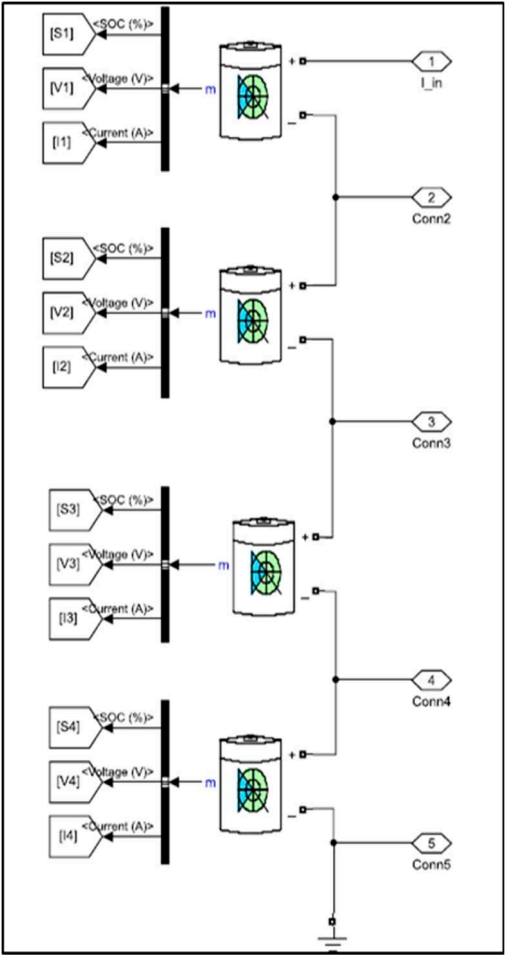 <SOC (%)>
[S1]
<Voltage (V)>
[V1]
m
<Current (A)>
[I1]
+
−
1
I_in
2
Conn2
<SOC (%)>
[S2]
<Voltage (V)>
[V2]
m
<Current (A)>
[I2]
+
−
3
Conn3
<SOC (%)>
[S3]
<Voltage (V)>
[V3]
m
<Current (A)>
[I3]
+
−
4
Conn4
<SOC (%)>
[S4]
<Voltage (V)>
[V4]
m
<Current (A)>
[I4]
+
−
5
Conn5